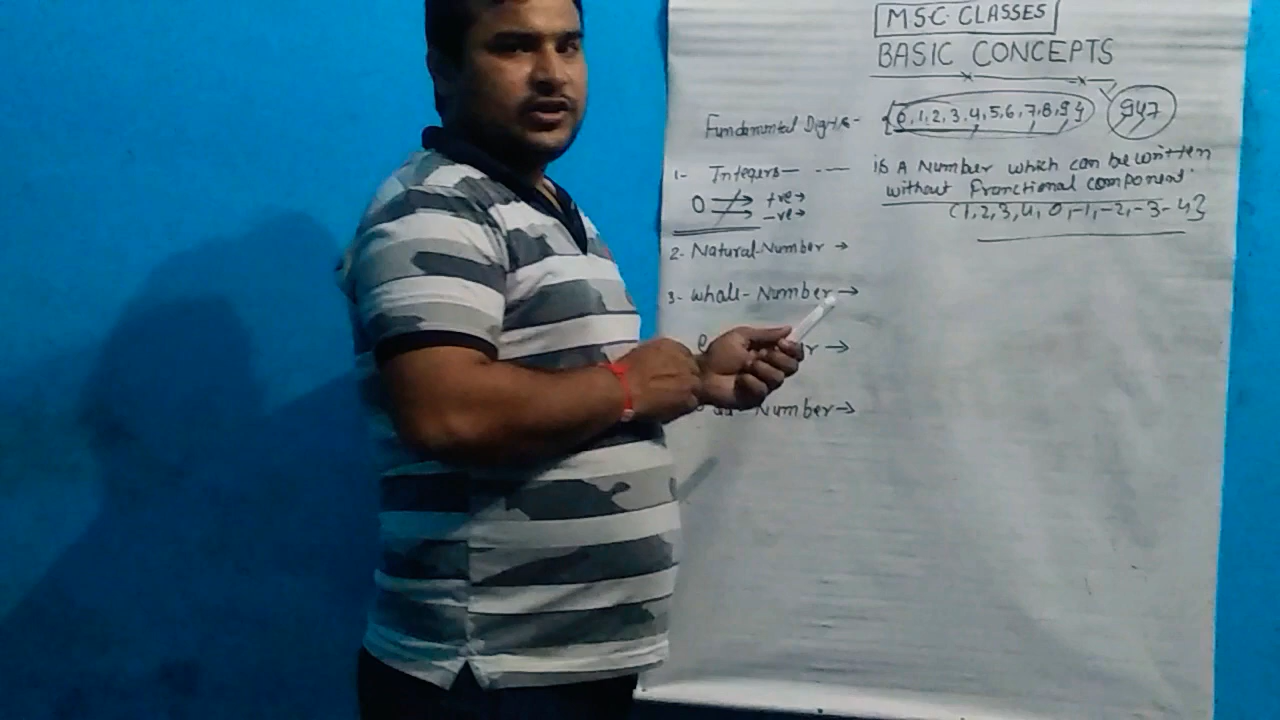 MSC CLASSES
BASIC CONCEPTS
Fundamental Digits- {0,1,2,3,4,5,6,7,8,9} 947
1- Integers— -- — is A Number which can be written
without Franctional component.
0 → +ve→
→ -ve→
(1,2,3,4,0,-1,-2,-3-4}
2- Natural-Number →
3- Whole-Number→
r →
Number→